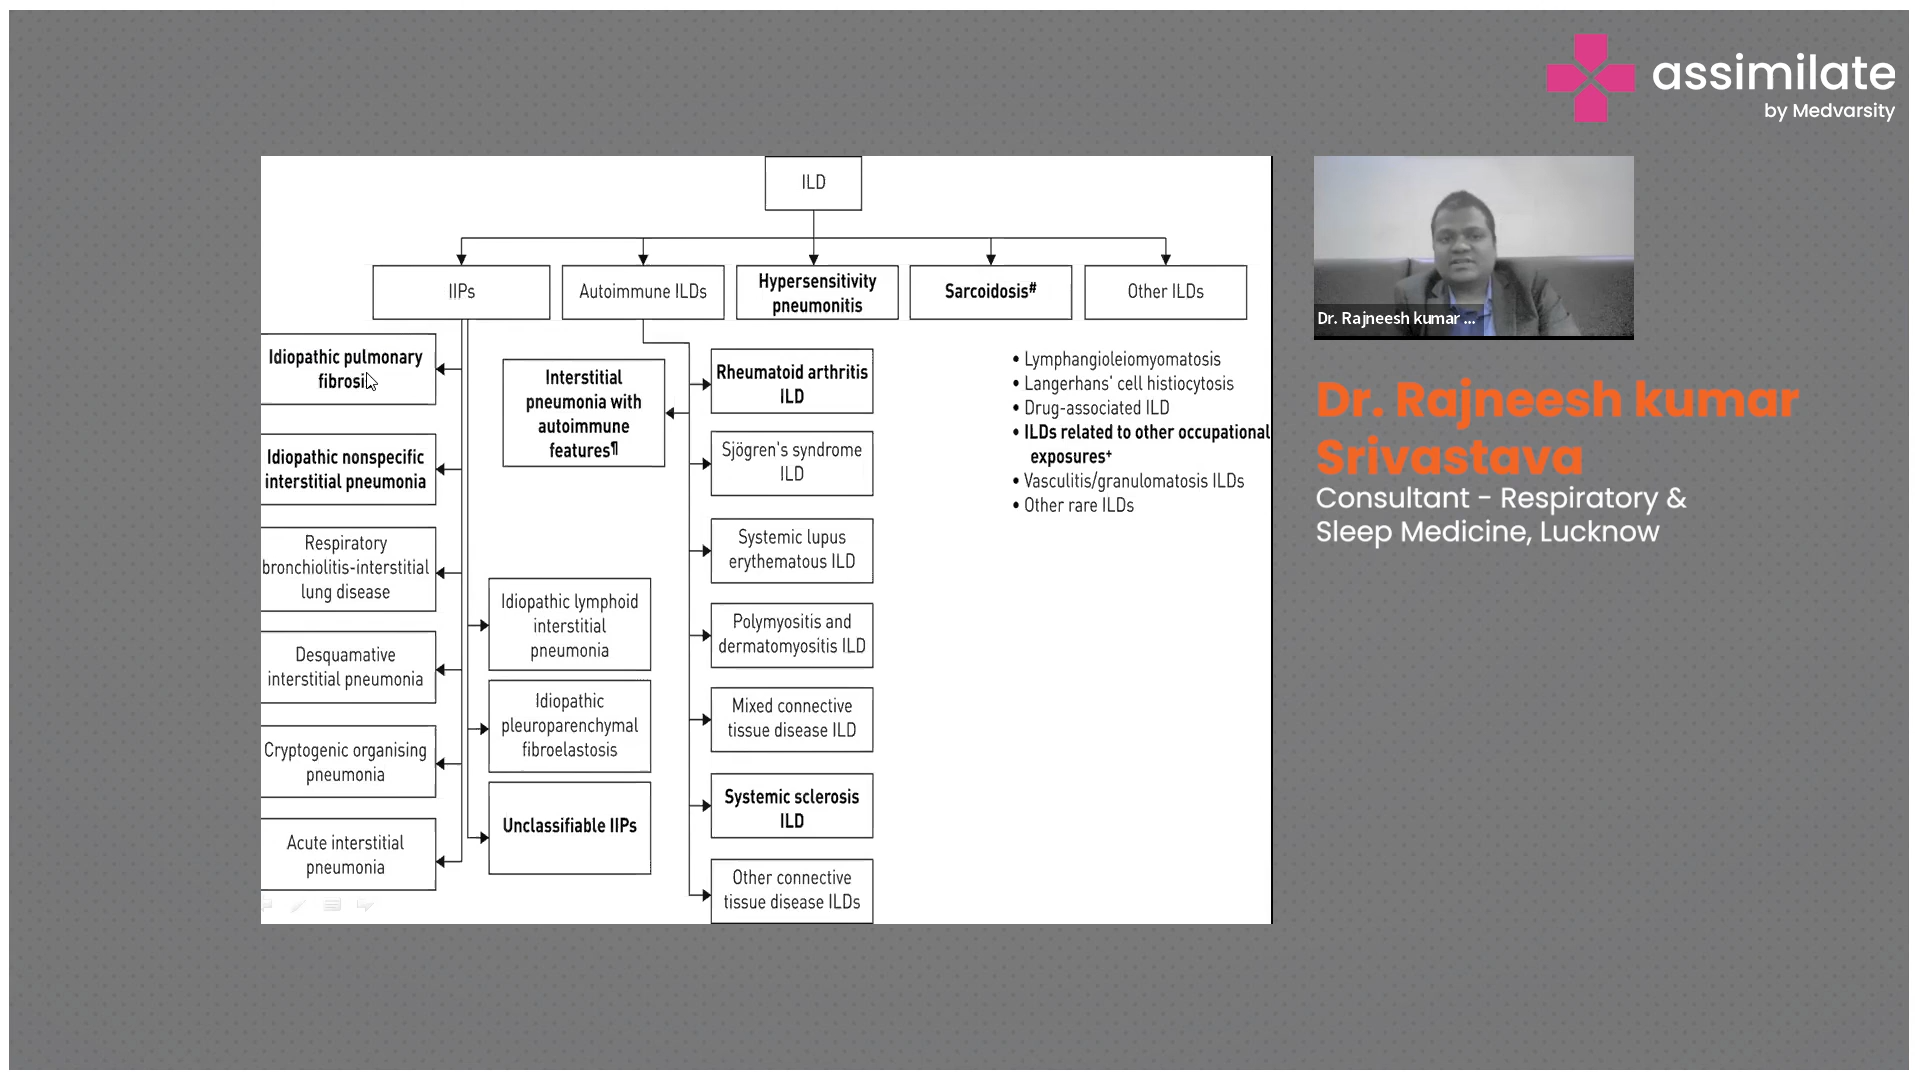 assimilate
by Medvarsity
ILD
IIPs
Autoimmune ILDs
Hypersensitivity
pneumonitis
Sarcoidosis#
Other ILDs
Idiopathic pulmonary
fibrosis
Idiopathic nonspecific
interstitial pneumonia
Respiratory
bronchiolitis-interstitial
lung disease
Desquamative
interstitial pneumonia
Cryptogenic organising
pneumonia
Acute interstitial
pneumonia
Interstitial
pneumonia with
autoimmune
features¶
Idiopathic lymphoid
interstitial
pneumonia
Idiopathic
pleuroparenchymal
fibroelastosis
Unclassifiable IIPs
Rheumatoid arthritis
ILD
Sjögren's syndrome
ILD
Systemic lupus
erythematous ILD
Polymyositis and
dermatomyositis ILD
Mixed connective
tissue disease ILD
Systemic sclerosis
ILD
Other connective
tissue disease ILDs
• Lymphangioleiomyomatosis
• Langerhans' cell histiocytosis
• Drug-associated ILD
• ILDs related to other occupational
exposures+
• Vasculitis/granulomatosis ILDs
• Other rare ILDs
Dr. Rajneesh kumar ...
Dr. Rajneesh kumar
Srivastava
Consultant - Respiratory &
Sleep Medicine, Lucknow